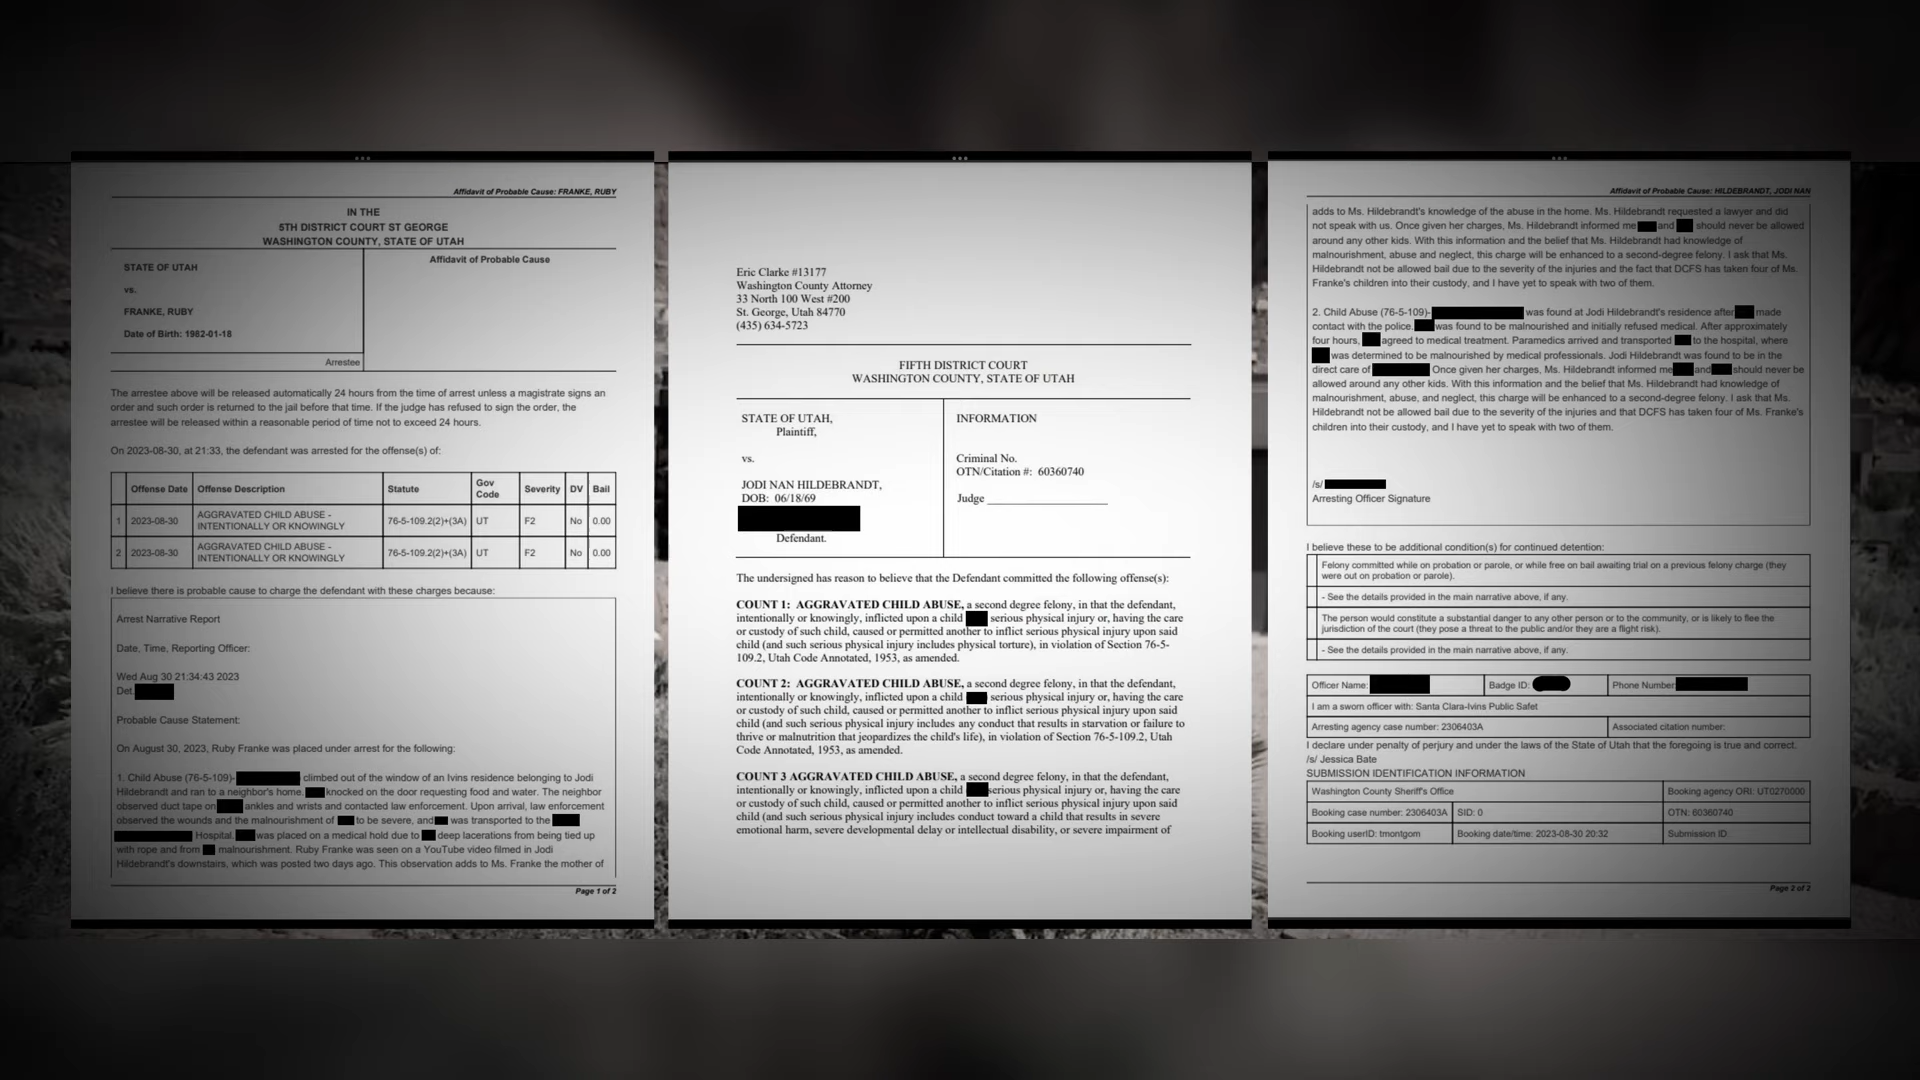 Affidavit of Probable Cause: FRANKE, RUBY
IN THE
5TH DISTRICT COURT ST GEORGE
WASHINGTON COUNTY, STATE OF UTAH
STATE OF UTAH
vs.
FRANKE, RUBY
Date of Birth: 1982-01-18
Arrestee
Affidavit of Probable Cause
The arrestee above will be released automatically 24 hours from the time of arrest unless a magistrate signs an
order and such order is returned to the jail before that time. If the judge has refused to sign the order, the
arrestee will be released within a reasonable period of time not to exceed 24 hours.
On 2023-08-30, at 21:33, the defendant was arrested for the offense(s) of:
Offense Date Offense Description Statute Gov Code Severity DV Bail
1 2023-08-30 AGGRAVATED CHILD ABUSE - INTENTIONALLY OR KNOWINGLY 76-5-109.2(2)+(3A) UT F2 No 0.00
2 2023-08-30 AGGRAVATED CHILD ABUSE - INTENTIONALLY OR KNOWINGLY 76-5-109.2(2)+(3A) UT F2 No 0.00
I believe there is probable cause to charge the defendant with these charges because:
Arrest Narrative Report
Date, Time, Reporting Officer:
Wed Aug 30 21:34:43 2023
Det.
Probable Cause Statement:
On August 30, 2023, Ruby Franke was placed under arrest for the following:
1. Child Abuse (76-5-109)- climbed out of the window of an Ivins residence belonging to Jodi
Hildebrandt and ran to a neighbor's home. knocked on the door requesting food and water. The neighbor
observed duct tape on ankles and wrists and contacted law enforcement. Upon arrival, law enforcement
observed the wounds and the malnourishment of to be severe, and was transported to the
Hospital. was placed on a medical hold due to deep lacerations from being tied up
with rope and from malnourishment. Ruby Franke was seen on a YouTube video filmed in Jodi
Hildebrandt's downstairs, which was posted two days ago. This observation adds to Ms. Franke the mother of
Page 1 of 2
Eric Clarke #13177
Washington County Attorney
33 North 100 West #200
St. George, Utah 84770
(435) 634-5723
FIFTH DISTRICT COURT
WASHINGTON COUNTY, STATE OF UTAH
STATE OF UTAH,
Plaintiff,
vs.
JODI NAN HILDEBRANDT,
DOB: 06/18/69
Defendant.
INFORMATION
Criminal No.
OTN/Citation #: 60360740
Judge
The undersigned has reason to believe that the Defendant committed the following offense(s):
COUNT 1: AGGRAVATED CHILD ABUSE, a second degree felony, in that the defendant,
intentionally or knowingly, inflicted upon a child serious physical injury or, having the care
or custody of such child, caused or permitted another to inflict serious physical injury upon said
child (and such serious physical injury includes physical torture), in violation of Section 76-5-
109.2, Utah Code Annotated, 1953, as amended.
COUNT 2: AGGRAVATED CHILD ABUSE, a second degree felony, in that the defendant,
intentionally or knowingly, inflicted upon a child serious physical injury or, having the care
or custody of such child, caused or permitted another to inflict serious physical injury upon said
child (and such serious physical injury includes any conduct that results in starvation or failure to
thrive or malnutrition that jeopardizes the child's life), in violation of Section 76-5-109.2, Utah
Code Annotated, 1953, as amended.
COUNT 3 AGGRAVATED CHILD ABUSE, a second degree felony, in that the defendant,
intentionally or knowingly, inflicted upon a child serious physical injury or, having the care
or custody of such child, caused or permitted another to inflict serious physical injury upon said
child (and such serious physical injury includes conduct toward a child that results in severe
emotional harm, severe developmental delay or intellectual disability, or severe impairment of
Affidavit of Probable Cause: HILDEBRANDT, JODI NAN
adds to Ms. Hildebrandt's knowledge of the abuse in the home. Ms. Hildebrandt requested a lawyer and did
not speak with us. Once given her charges, Ms. Hildebrandt informed me and should never be allowed
around any other kids. With this information and the belief that Ms. Hildebrandt had knowledge of
malnourishment, abuse and neglect, this charge will be enhanced to a second-degree felony. I ask that Ms.
Hildebrandt not be allowed bail due to the severity of the injuries and the fact that DCFS has taken four of Ms.
Franke's children into their custody, and I have yet to speak with two of them.
2. Child Abuse (76-5-109)- was found at Jodi Hildebrandt's residence after made
contact with the police. was found to be malnourished and initially refused medical. After approximately
four hours, agreed to medical treatment. Paramedics arrived and transported to the hospital, where
was determined to be malnourished by medical professionals. Jodi Hildebrandt was found to be in the
direct care of Once given her charges, Ms. Hildebrandt informed me and should never be
allowed around any other kids. With this information and the belief that Ms. Hildebrandt had knowledge of
malnourishment, abuse, and neglect, this charge will be enhanced to a second-degree felony. I ask that Ms.
Hildebrandt not be allowed bail due to the severity of the injuries and that DCFS has taken four of Ms. Franke's
children into their custody, and I have yet to speak with two of them.
/s/
Arresting Officer Signature
I believe these to be additional condition(s) for continued detention:
Felony committed while on probation or parole, or while free on bail awaiting trial on a previous felony charge (they
were out on probation or parole).
- See the details provided in the main narrative above, if any.
The person would constitute a substantial danger to any other person or to the community, or is likely to flee the
jurisdiction of the court (they pose a threat to the public and/or they are a flight risk).
- See the details provided in the main narrative above, if any.
Officer Name: Badge ID: Phone Number:
I am a sworn officer with: Santa Clara-Ivins Public Safet
Arresting agency case number: 2306403A Associated citation number:
I declare under penalty of perjury and under the laws of the State of Utah that the foregoing is true and correct.
/s/ Jessica Bate
SUBMISSION IDENTIFICATION INFORMATION
Washington County Sheriff's Office Booking agency ORI: UT0270000
Booking case number: 2306403A SID: 0 OTN: 60360740
Booking userID: tmontgom Booking date/time: 2023-08-30 20:32 Submission ID
Page 2 of 2